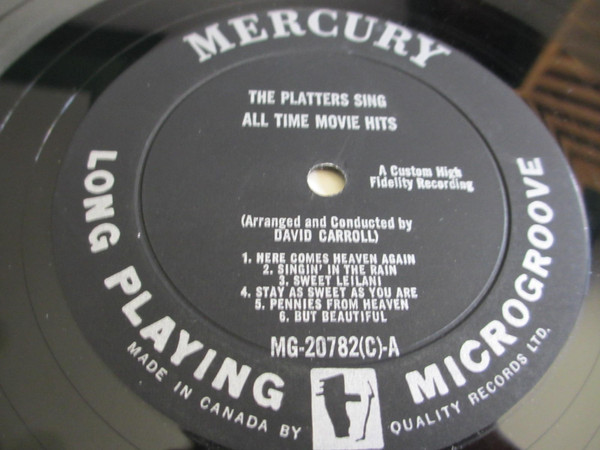 MERCURY
THE PLATTERS SING
ALL TIME MOVIE HITS
A Custom High
Fidelity Recording
(Arranged and Conducted by
DAVID CARROLL)
1. HERE COMES HEAVEN AGAIN
2. SINGIN' IN THE RAIN
3. SWEET LEILANI
4. STAY AS SWEET AS YOU ARE
5. PENNIES FROM HEAVEN
6. BUT BEAUTIFUL
MG-20782(C)-A
LONG PLAYING MICROGROOVE
MADE IN CANADA BY QUALITY RECORDS LTD.